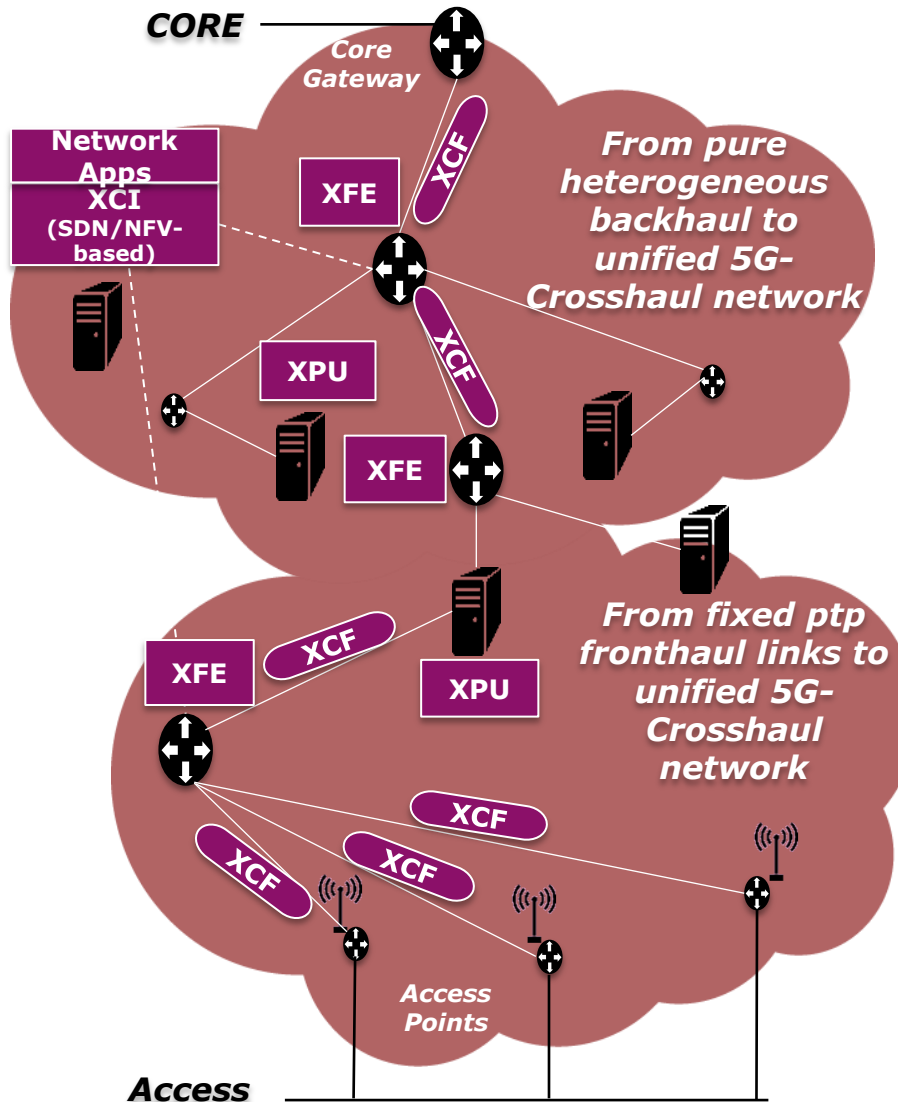 CORE
Core
Gateway
XCF
Network
Apps
XCI
(SDN/NFV-
based)
XFE
From pure
heterogeneous
backhaul to
unified 5G-
Crosshaul network
XCF
XPU
XFE
From fixed ptp
fronthaul links to
unified 5G-
Crosshaul
network
XCF
XFE
XPU
XCF
XCF
XCF
Access
Points
Access